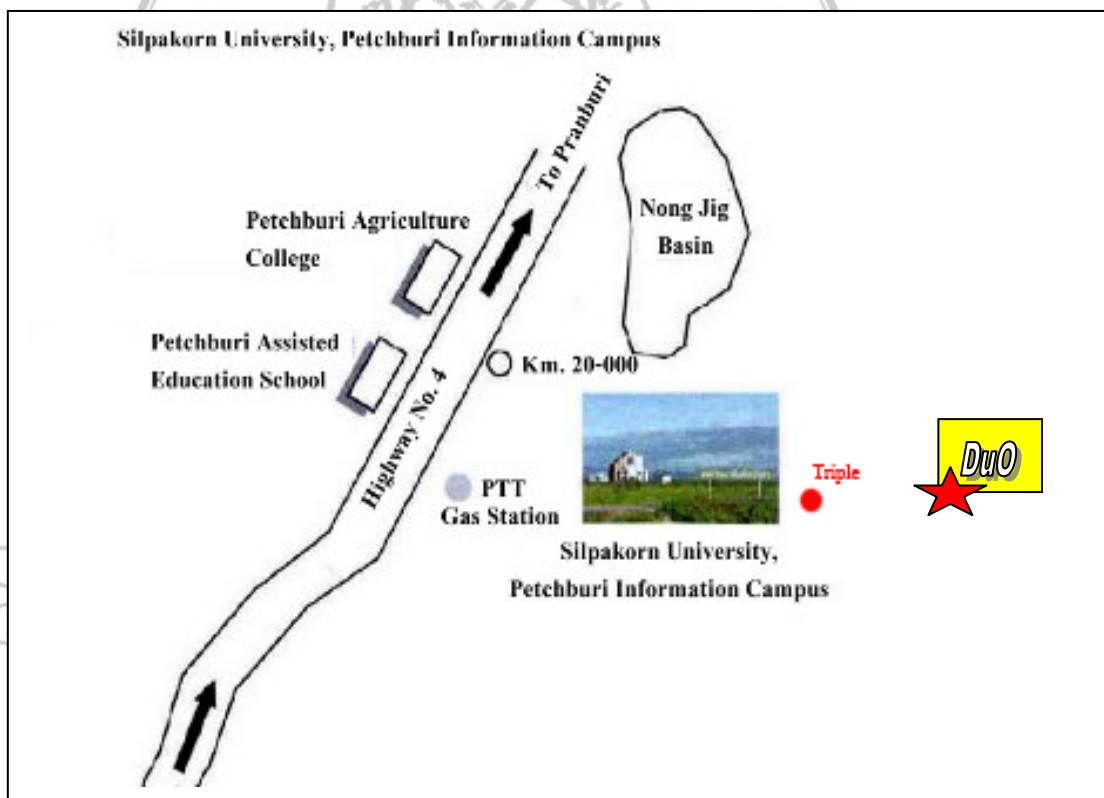 Silpakorn University, Petchburi Information Campus
To Pranburi
Nong Jig
Basin
Petchburi Agriculture
College
Petchburi Assisted
Education School
Km. 20-000
Highway No. 4
DuO
Triple
PTT
Gas Station
Silpakorn University,
Petchburi Information Campus